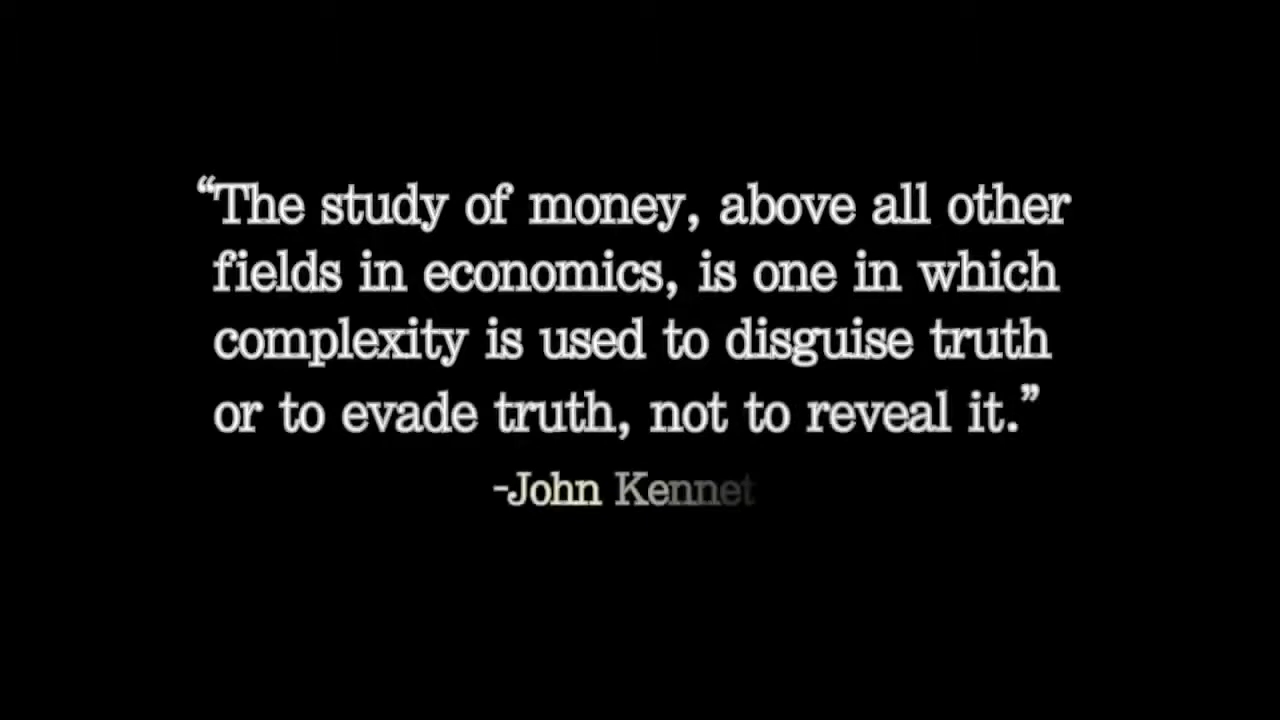 “The study of money, above all other
fields in economics, is one in which
complexity is used to disguise truth
or to evade truth, not to reveal it.”
-John Kennet